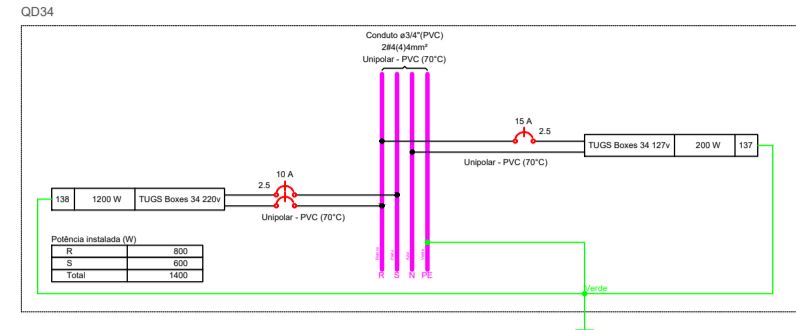 QD34
Conduto ø3/4"(PVC)
2#4(4)4mm²
Unipolar - PVC (70°C)
15 A
2.5
TUGS Boxes 34 127v 200 W 137
Unipolar - PVC (70°C)
10 A
2.5
138 1200 W TUGS Boxes 34 220v
Unipolar - PVC (70°C)
Potência instalada (W)
R 800
S 600
Total 1400
R S N PE
Verde